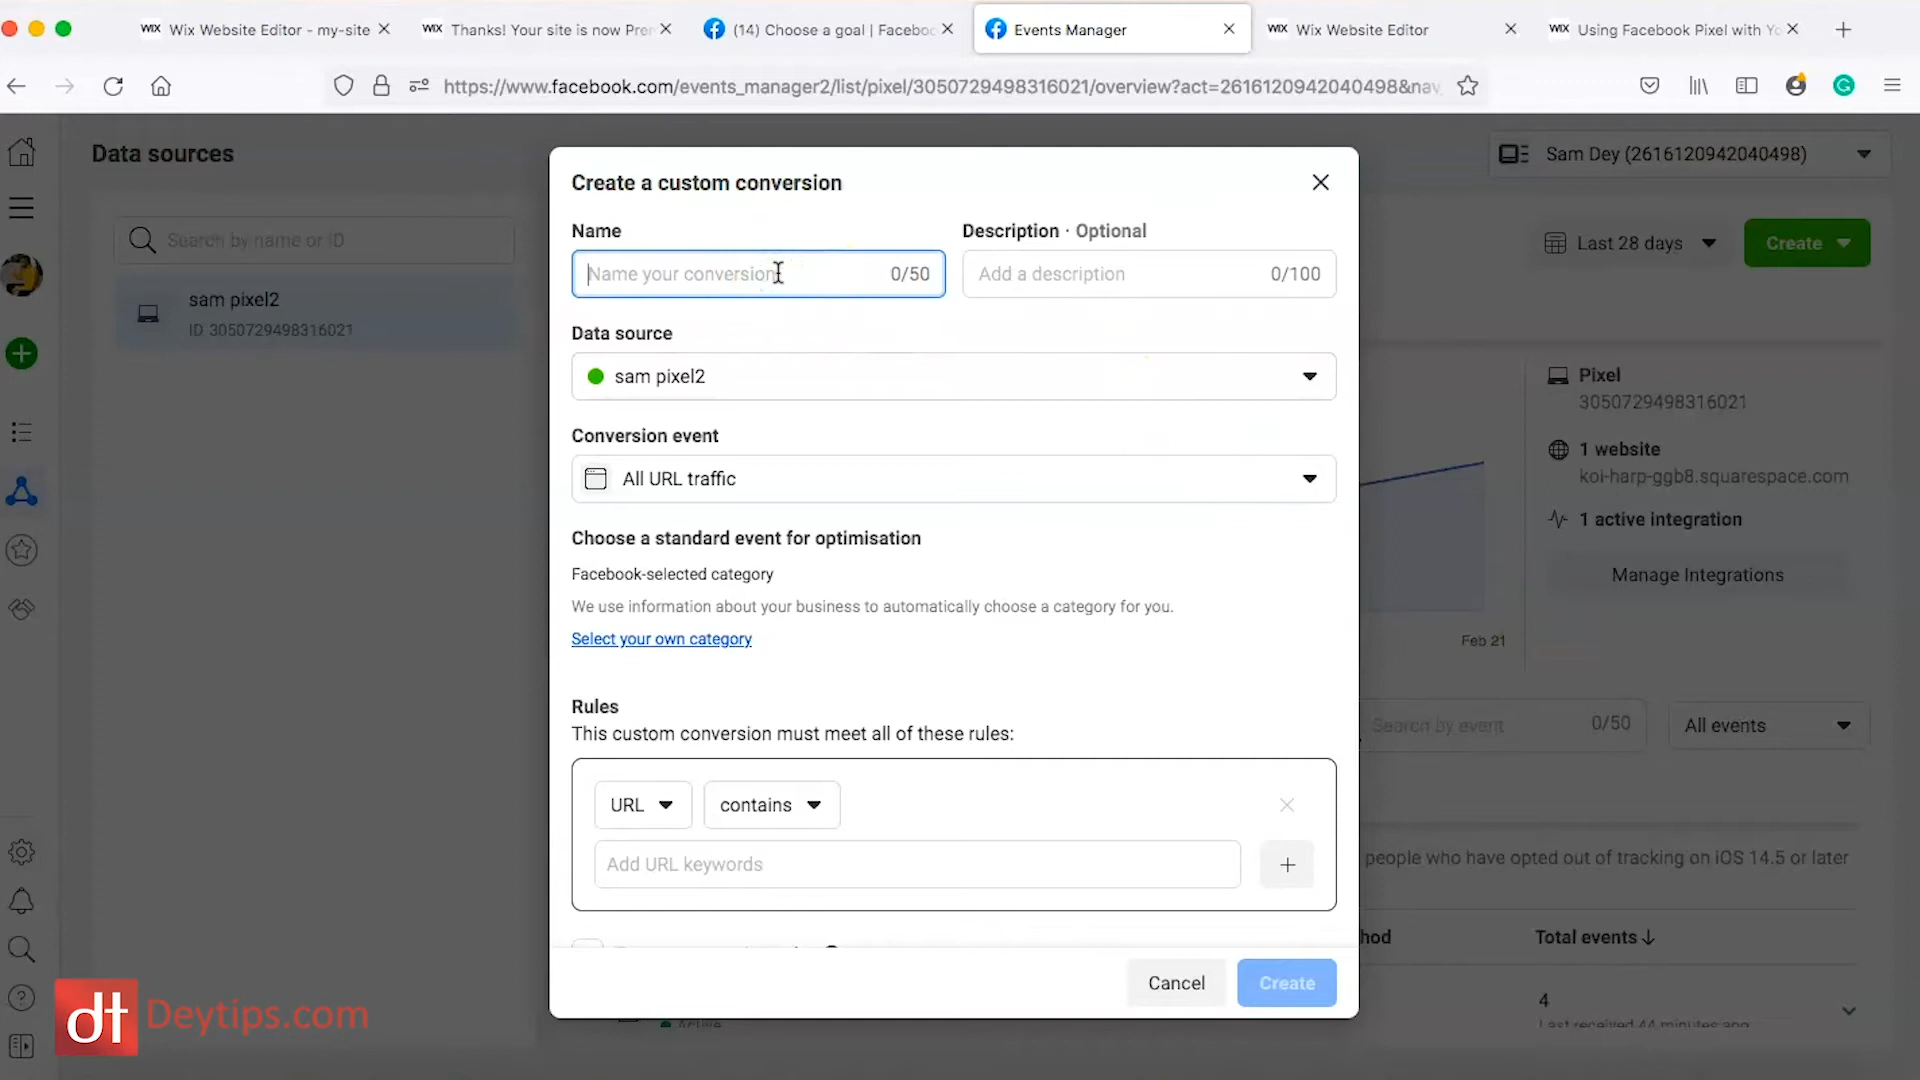 WIX Wix Website Editor - my-site
WIX Thanks! Your site is now Pren
(14) Choose a goal | Faceboo
Events Manager
WIX Wix Website Editor
WIX Using Facebook Pixel with Yo
https://www.facebook.com/events_manager2/list/pixel/3050729498316021/overview?act=2616120942040498&nav
Data sources
Sam Dey (2616120942040498)
Search by name or ID
sam pixel2
ID 3050729498316021
Last 28 days
Create
Create a custom conversion
Name
Description · Optional
Name your conversion
0/50
Add a description
0/100
Data source
sam pixel2
Conversion event
All URL traffic
Choose a standard event for optimisation
Facebook-selected category
We use information about your business to automatically choose a category for you.
Select your own category
Rules
This custom conversion must meet all of these rules:
URL
contains
Add URL keywords
+
Cancel
Create
Pixel
3050729498316021
1 website
koi-harp-ggb8.squarespace.com
1 active integration
Manage Integrations
Feb 21
Search by event
0/50
All events
people who have opted out of tracking on iOS 14.5 or later
hod
Total events
4
Last received 44 minutes ago
Active
dt Deytips.com